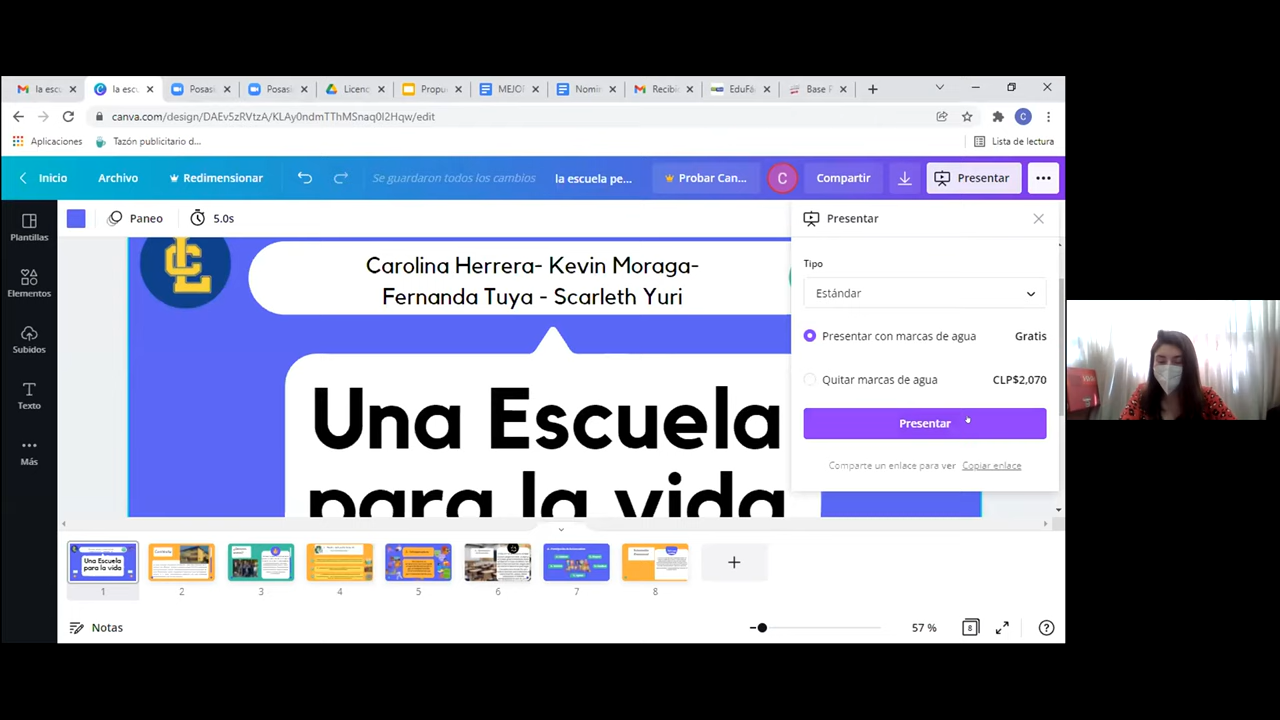 la escu
la escu
Posasi
Posasi
Licenc
Propu
MEJOR
Nomin
Recibi
EduFá
Base P
canva.com/design/DAEv5zRVtzA/KLAy0ndmTThMSnaq0I2Hqw/edit
Aplicaciones
Tazón publicitario d...
Lista de lectura
Inicio
Archivo
Redimensionar
Se guardaron todos los cambios
la escuela pe...
Probar Can...
C
Compartir
Presentar
Plantillas
Elementos
Subidos
Texto
Más
Paneo
5.0s
Carolina Herrera- Kevin Moraga-
Fernanda Tuya - Scarleth Yuri
Una Escuela
para la vida
Presentar
Tipo
Estándar
Presentar con marcas de agua Gratis
Quitar marcas de agua CLP$2,070
Presentar
Comparte un enlace para ver Copiar enlace
Una Escuela
para la vida
1
2
3
4
5
6
7
8
Notas
57 %
8